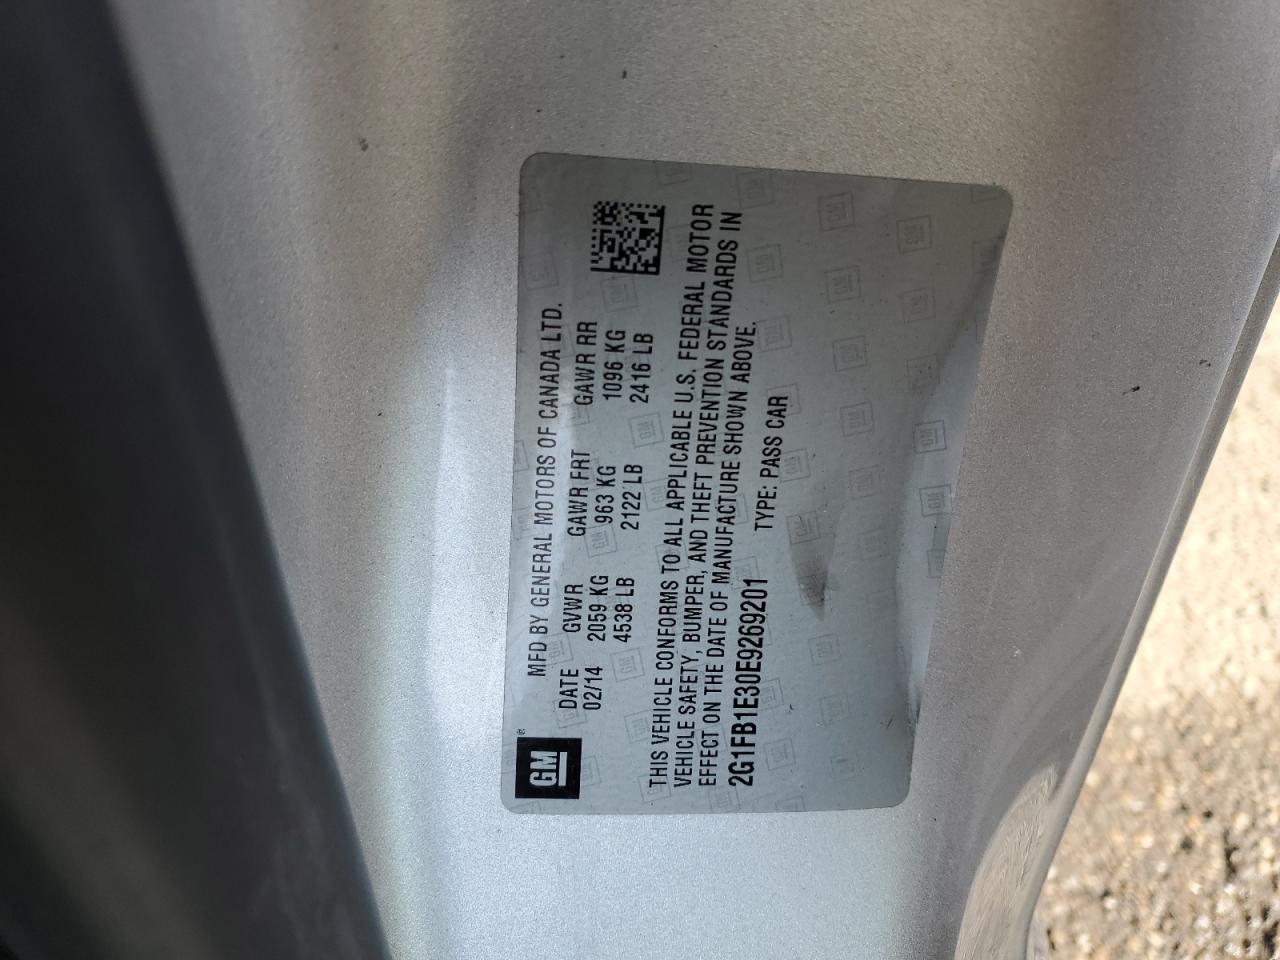 GM®
MFD BY GENERAL MOTORS OF CANADA LTD.
DATE GVWR GAWR FRT GAWR RR
02/14 2059 KG 963 KG 1096 KG
4538 LB 2122 LB 2416 LB
THIS VEHICLE CONFORMS TO ALL APPLICABLE U.S. FEDERAL MOTOR
VEHICLE SAFETY, BUMPER, AND THEFT PREVENTION STANDARDS IN
EFFECT ON THE DATE OF MANUFACTURE SHOWN ABOVE.
2G1FB1E30E9269201 TYPE: PASS CAR